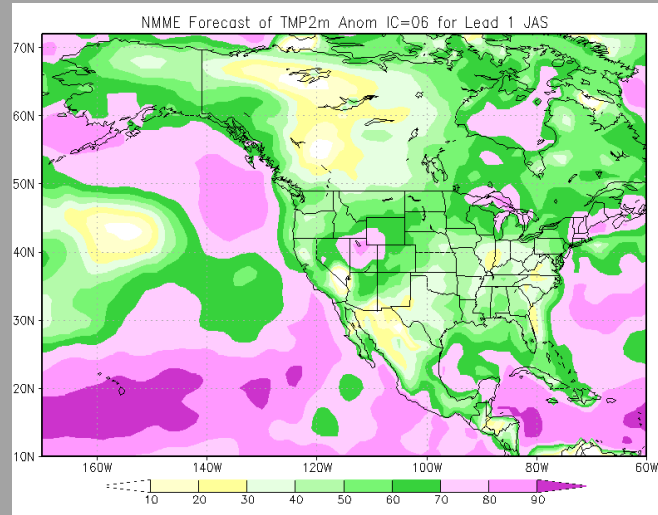 NMME Forecast of TMP2m Anom IC=06 for Lead 1 JAS
70N
60N
50N
40N
30N
20N
10N
160W 140W 120W 100W 80W 60W
10 20 30 40 50 60 70 80 90